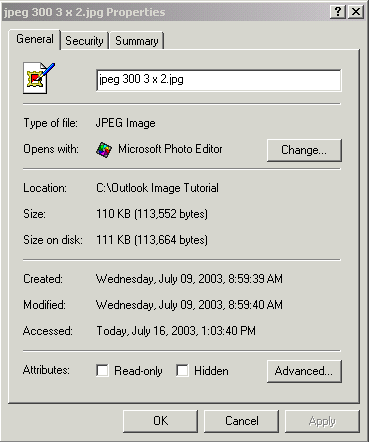 jpeg 300 3 x 2.jpg Properties
General Security Summary
jpeg 300 3 x 2.jpg
Type of file: JPEG Image
Opens with: Microsoft Photo Editor Change...
Location: C:\Outlook Image Tutorial
Size: 110 KB (113,552 bytes)
Size on disk: 111 KB (113,664 bytes)
Created: Wednesday, July 09, 2003, 8:59:39 AM
Modified: Wednesday, July 09, 2003, 8:59:40 AM
Accessed: Today, July 16, 2003, 1:03:40 PM
Attributes: Read-only Hidden Advanced...
OK Cancel Apply